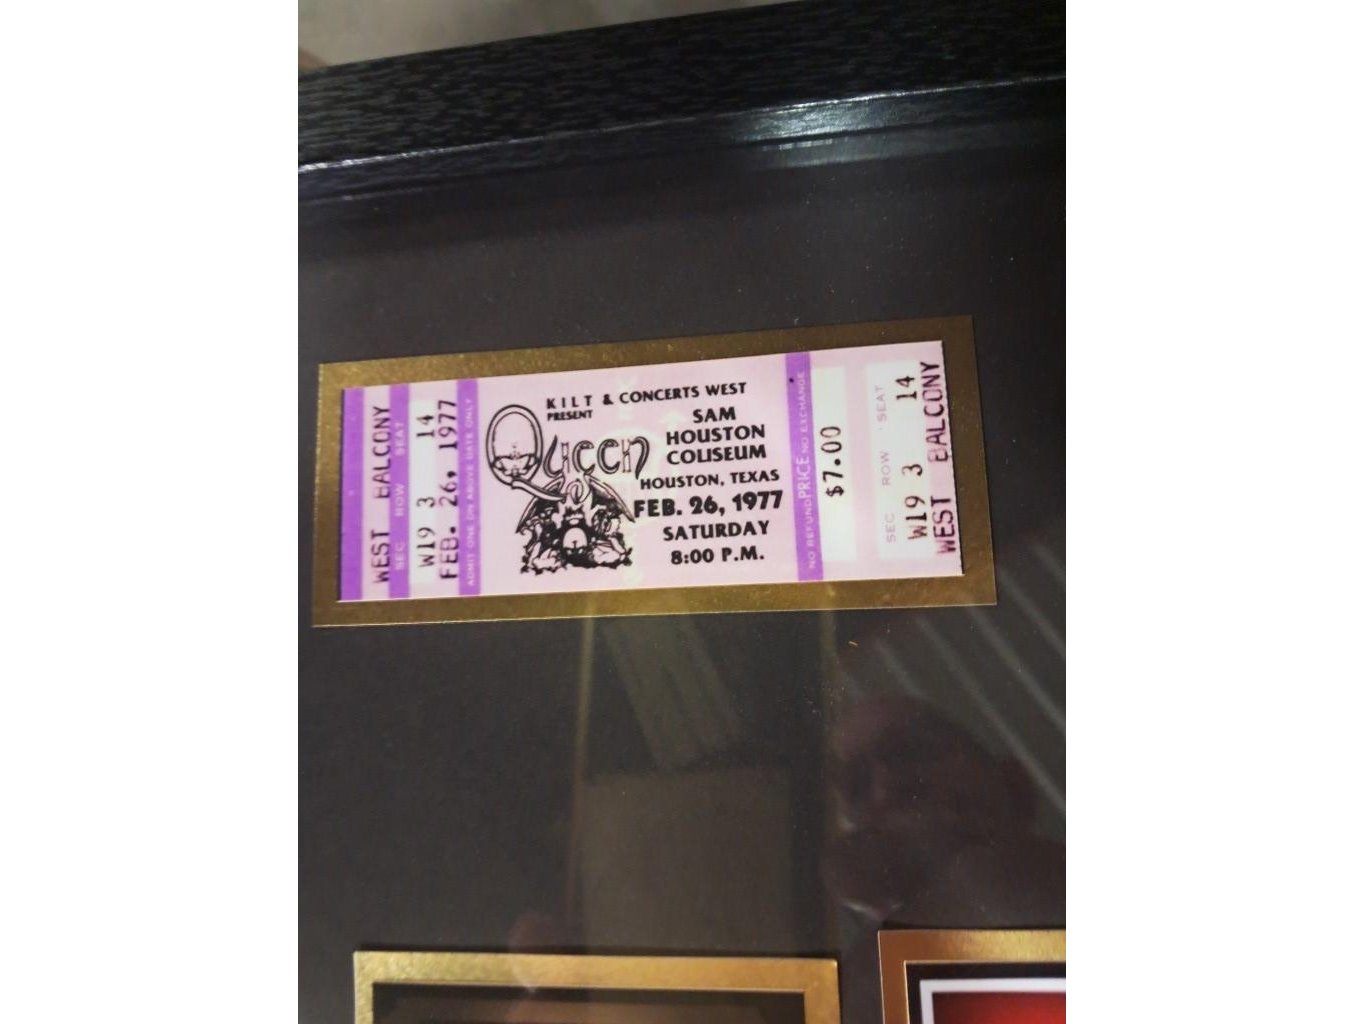 WEST BALCONY
SEC ROW SEAT
W19 3 14
FEB. 26, 1977
ADMIT ONE ON ABOVE DATE ONLY
KILT & CONCERTS WEST
PRESENT
Queen
SAM
HOUSTON
COLISEUM
HOUSTON, TEXAS
FEB. 26, 1977
SATURDAY
8:00 P.M.
NO REFUND PRICE NO EXCHANGE
$7.00
SEC ROW SEAT
W19 3 14
WEST BALCONY